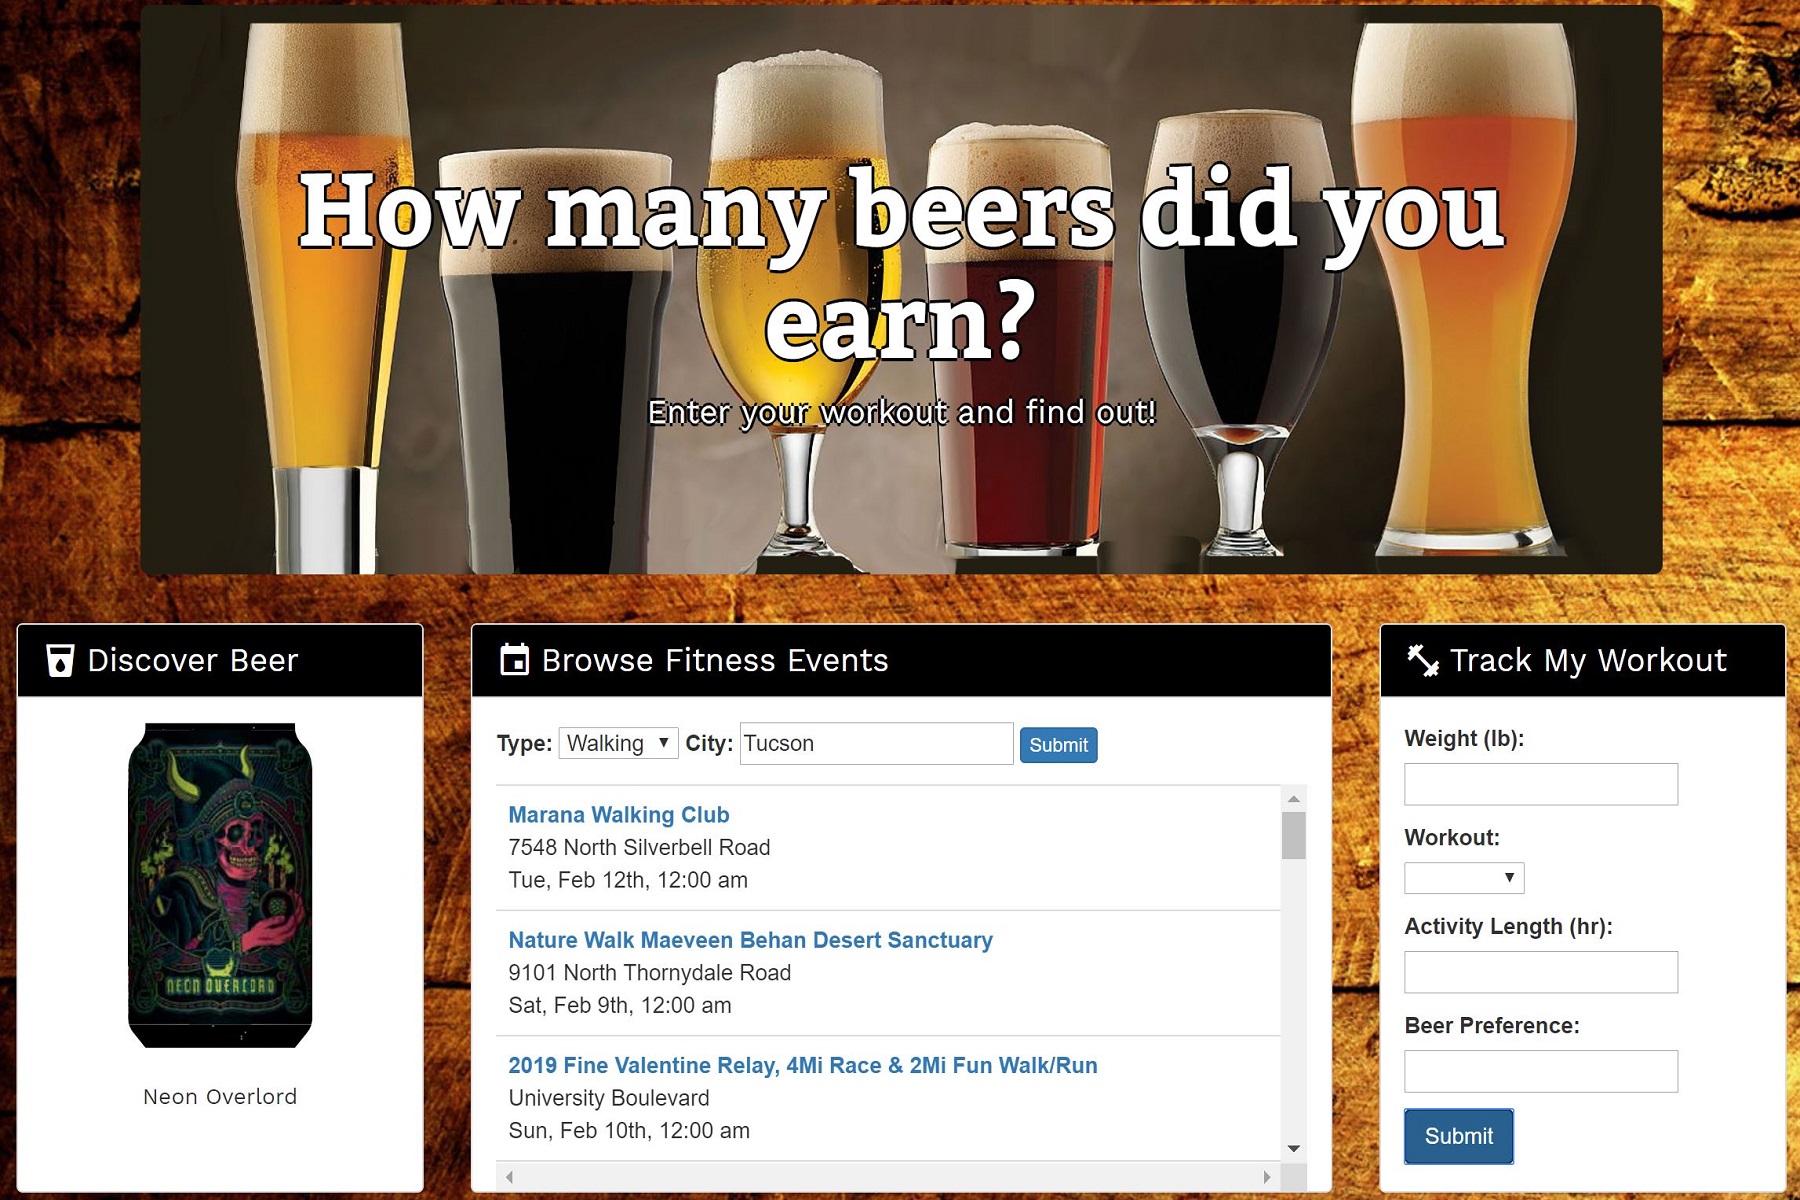 How many beers did you
earn?
Enter your workout and find out!
Discover Beer
NEON OVERLORD
Neon Overlord
Browse Fitness Events
Type: Walking City: Tucson Submit
Marana Walking Club
7548 North Silverbell Road
Tue, Feb 12th, 12:00 am
Nature Walk Maeveen Behan Desert Sanctuary
9101 North Thornydale Road
Sat, Feb 9th, 12:00 am
2019 Fine Valentine Relay, 4Mi Race & 2Mi Fun Walk/Run
University Boulevard
Sun, Feb 10th, 12:00 am
Track My Workout
Weight (lb):
Workout:
Activity Length (hr):
Beer Preference:
Submit